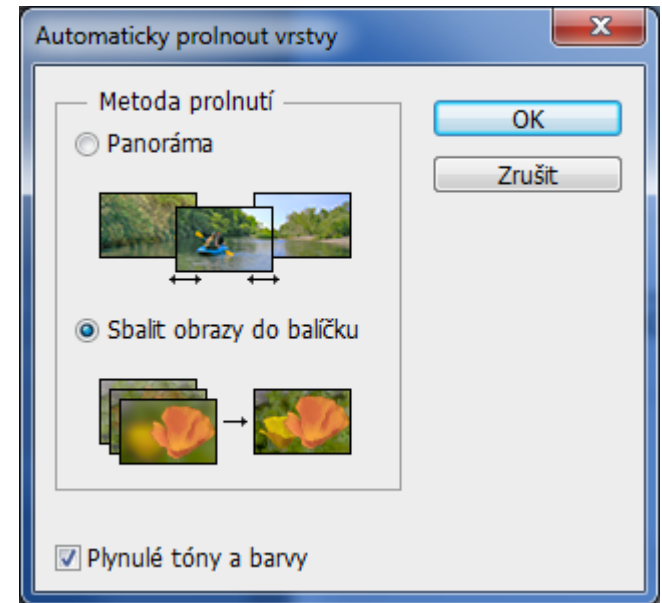 Automaticky prolnout vrstvy
Metoda prolnutí
Panoráma
Sbalit obrazy do balíčku
Plynulé tóny a barvy
OK
Zrušit